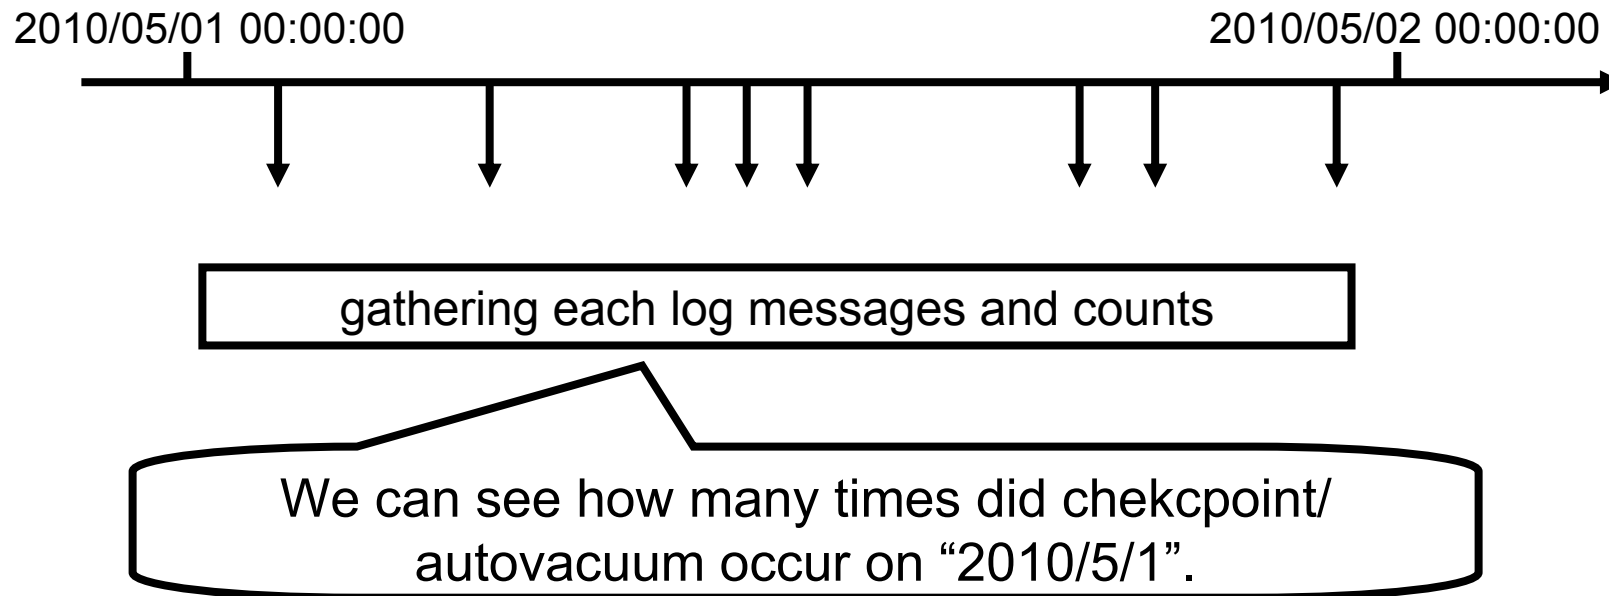 2010/05/01 00:00:00
2010/05/02 00:00:00
gathering each log messages and counts
We can see how many times did chekcpoint/
autovacuum occur on “2010/5/1”.